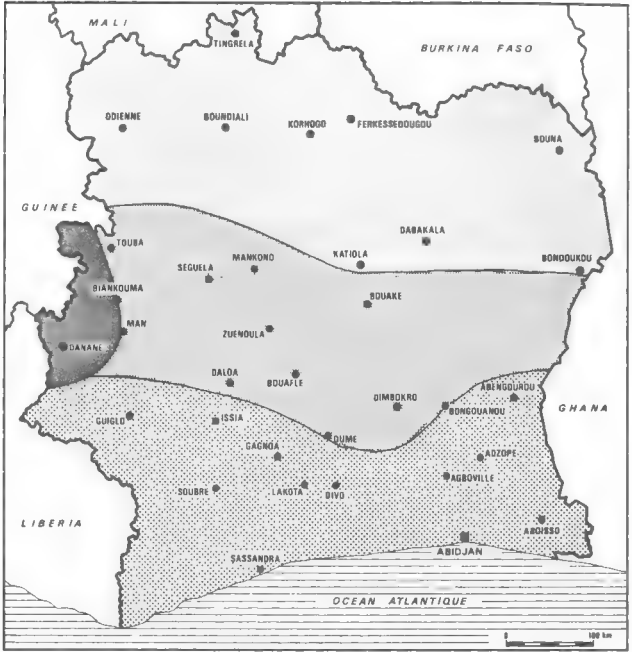 MALI
TINGRELA
BURKINA FASO
ODIENNE
BOUNDIALI
KORHOGO
FERKESSEDOUGOU
BOUNA
GUINEE
TOUBA
DABAKALA
SEGUELA
MANKONO
KATIOLA
BONDOUKOU
BIANKOUMA
BOUAKE
MAN
ZUENOULA
DANANE
DALOA
BOUAFLE
DIMBOKRO
ABENGOUROU
BONGOUANOU
GHANA
GUIGLO
ISSIA
OUME
GAGNOA
ADZOPE
AGBOVILLE
SOUBRE
LAKOTA
DIVO
LIBERIA
ABOISSO
ABIDJAN
SASSANDRA
OCEAN ATLANTIQUE
0 100 km